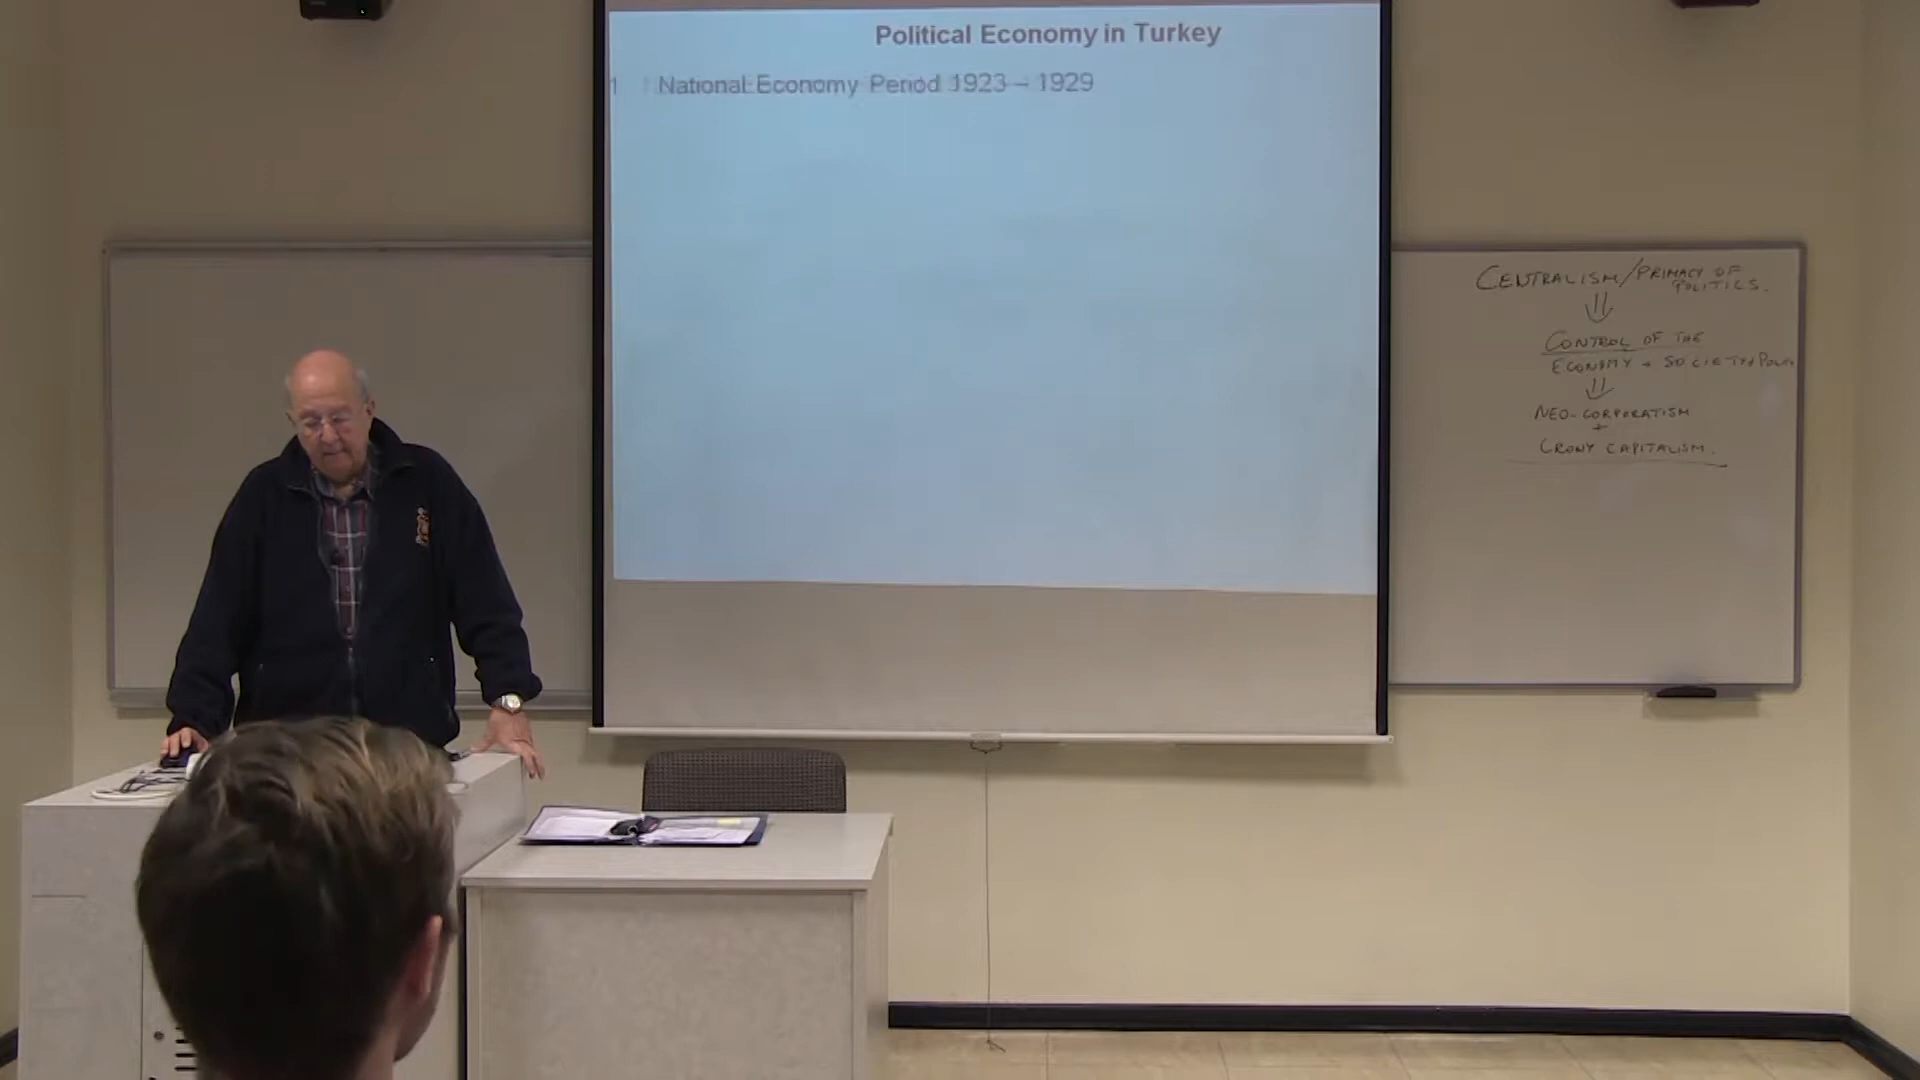 Political Economy in Turkey
1 National Economy Period 1923 – 1929
CENTRALISM/PRIMACY OF
POLITICS.
CONTROL OF THE
ECONOMY + SOCIETY
NEO-CORPORATISM
+
CRONY CAPITALISM.